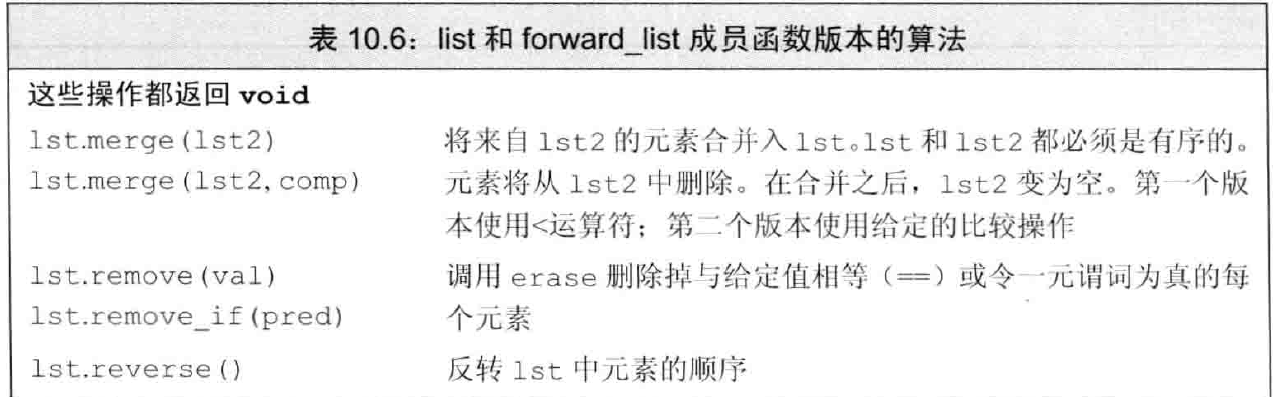 表 10.6：list 和 forward_list 成员函数版本的算法
这些操作都返回 void
lst.merge(lst2) 将来自 lst2 的元素合并入 lst。lst 和 lst2 都必须是有序的。
lst.merge(lst2,comp) 元素将从 lst2 中删除。在合并之后，lst2 变为空。第一个版
本使用<运算符；第二个版本使用给定的比较操作
lst.remove(val) 调用 erase 删除掉与给定值相等（==）或令一元谓词为真的每
lst.remove_if(pred) 个元素
lst.reverse() 反转 lst 中元素的顺序